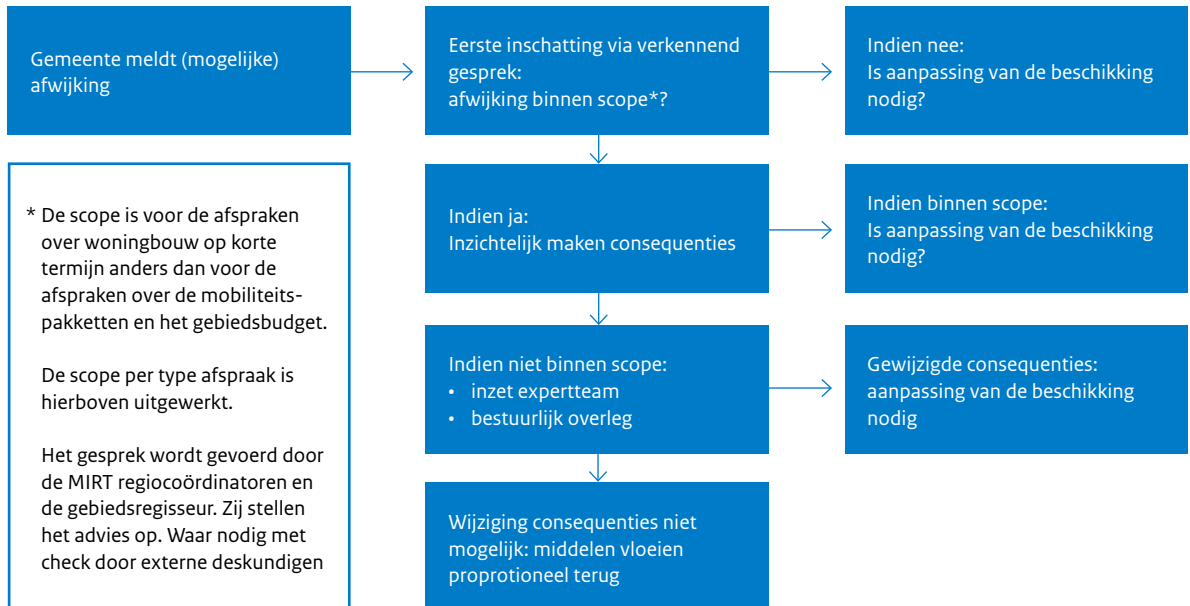 Gemeente meldt (mogelijke)
afwijking
Eerste inschatting via verkennend
gesprek:
afwijking binnen scope*?
Indien nee:
Is aanpassing van de beschikking
nodig?
* De scope is voor de afspraken
over woningbouw op korte
termijn anders dan voor de
afspraken over de mobiliteits-
pakketten en het gebiedsbudget.
De scope per type afspraak is
hierboven uitgewerkt.
Het gesprek wordt gevoerd door
de MIRT regiocoördinatoren en
de gebiedsregisseur. Zij stellen
het advies op. Waar nodig met
check door externe deskundigen
Indien ja:
Inzichtelijk maken consequenties
Indien binnen scope:
Is aanpassing van de beschikking
nodig?
Indien niet binnen scope:
• inzet expertteam
• bestuurlijk overleg
Gewijzigde consequenties:
aanpassing van de beschikking
nodig
Wijziging consequenties niet
mogelijk: middelen vloeien
proprotioneel terug